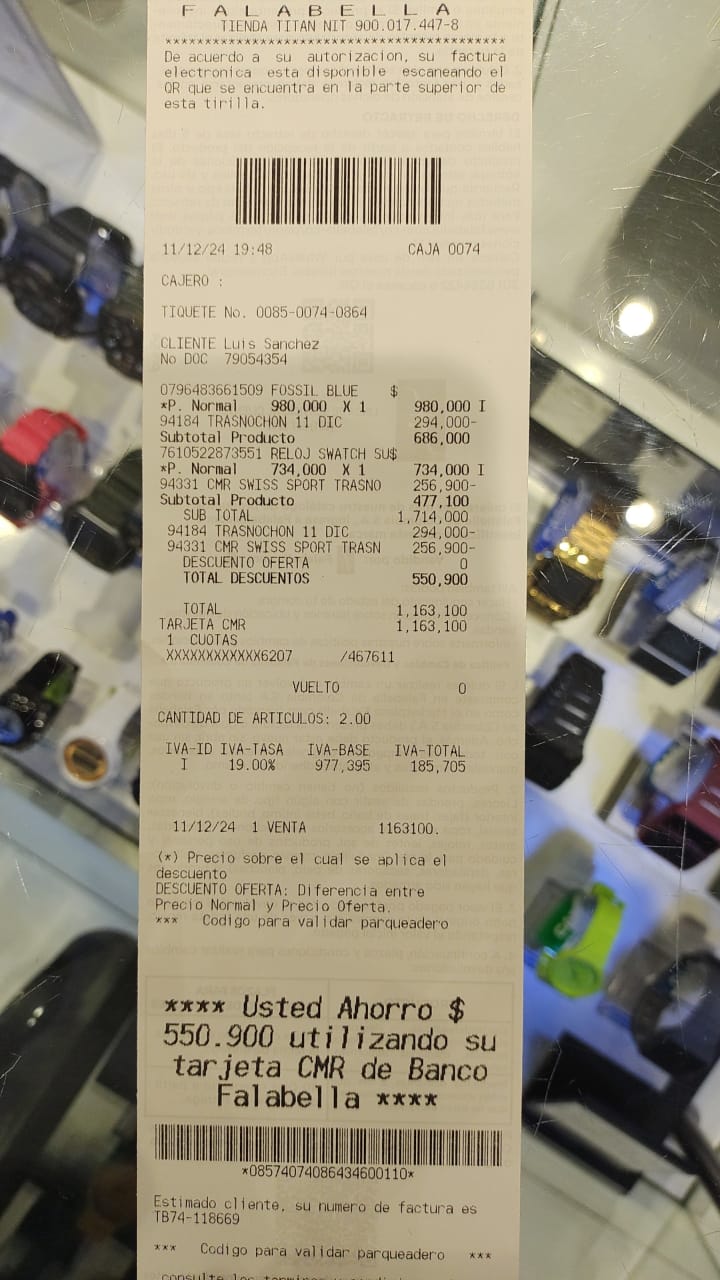 F A L A B E L L A
TIENDA TITAN NIT 900.017.447-8
****************************************
De acuerdo a su autorizacion, su factura
electronica esta disponible escaneando el
QR que se encuentra en la parte superior de
esta tirilla.
11/12/24 19:48 CAJA 0074
CAJERO :
TIQUETE No. 0085-0074-0864
CLIENTE Luis Sanchez
No DOC 79054354
0796483661509 FOSSIL BLUE $
*P. Normal 980,000 X 1 980,000 I
94184 TRASNOCHON 11 DIC 294,000-
Subtotal Producto 686,000
7610522873551 RELOJ SWATCH SU$
*P. Normal 734,000 X 1 734,000 I
94331 CMR SWISS SPORT TRASNO 256,900-
Subtotal Producto 477,100
SUB TOTAL 1,714,000
94184 TRASNOCHON 11 DIC 294,000-
94331 CMR SWISS SPORT TRASN 256,900-
DESCUENTO OFERTA 0
TOTAL DESCUENTOS 550,900
TOTAL 1,163,100
TARJETA CMR 1,163,100
1 CUOTAS
XXXXXXXXXXXX6207 /467611
VUELTO 0
CANTIDAD DE ARTICULOS: 2.00
IVA-ID IVA-TASA IVA-BASE IVA-TOTAL
I 19.00% 977,395 185,705
11/12/24 1 VENTA 1163100.
(*) Precio sobre el cual se aplica el
descuento
DESCUENTO OFERTA: Diferencia entre
Precio Normal y Precio Oferta.
*** Codigo para validar parqueadero
**** Usted Ahorro $
550.900 utilizando su
tarjeta CMR de Banco
Falabella ****
*08574074086434600110*
Estimado cliente, su numero de factura es
TB74-118669
*** Codigo para validar parqueadero ***